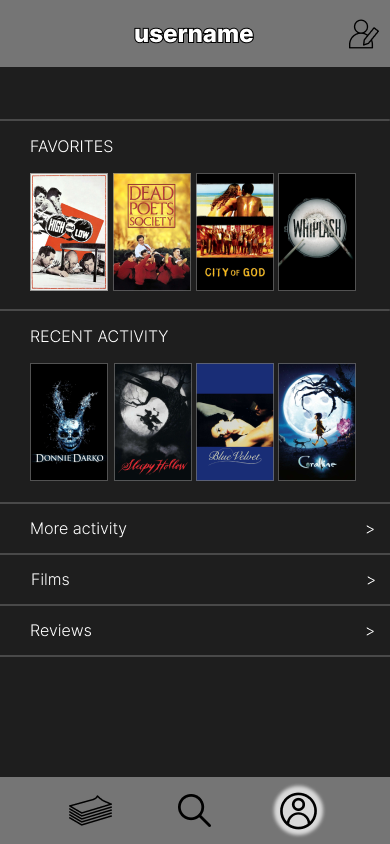 username
FAVORITES
HIGH AND LOW
DEAD
POETS
SOCIETY
CITY OF GOD
WHIPLASH
RECENT ACTIVITY
DONNIE DARKO
Sleepy Hollow
Blue Velvet
Coraline
More activity >
Films >
Reviews >